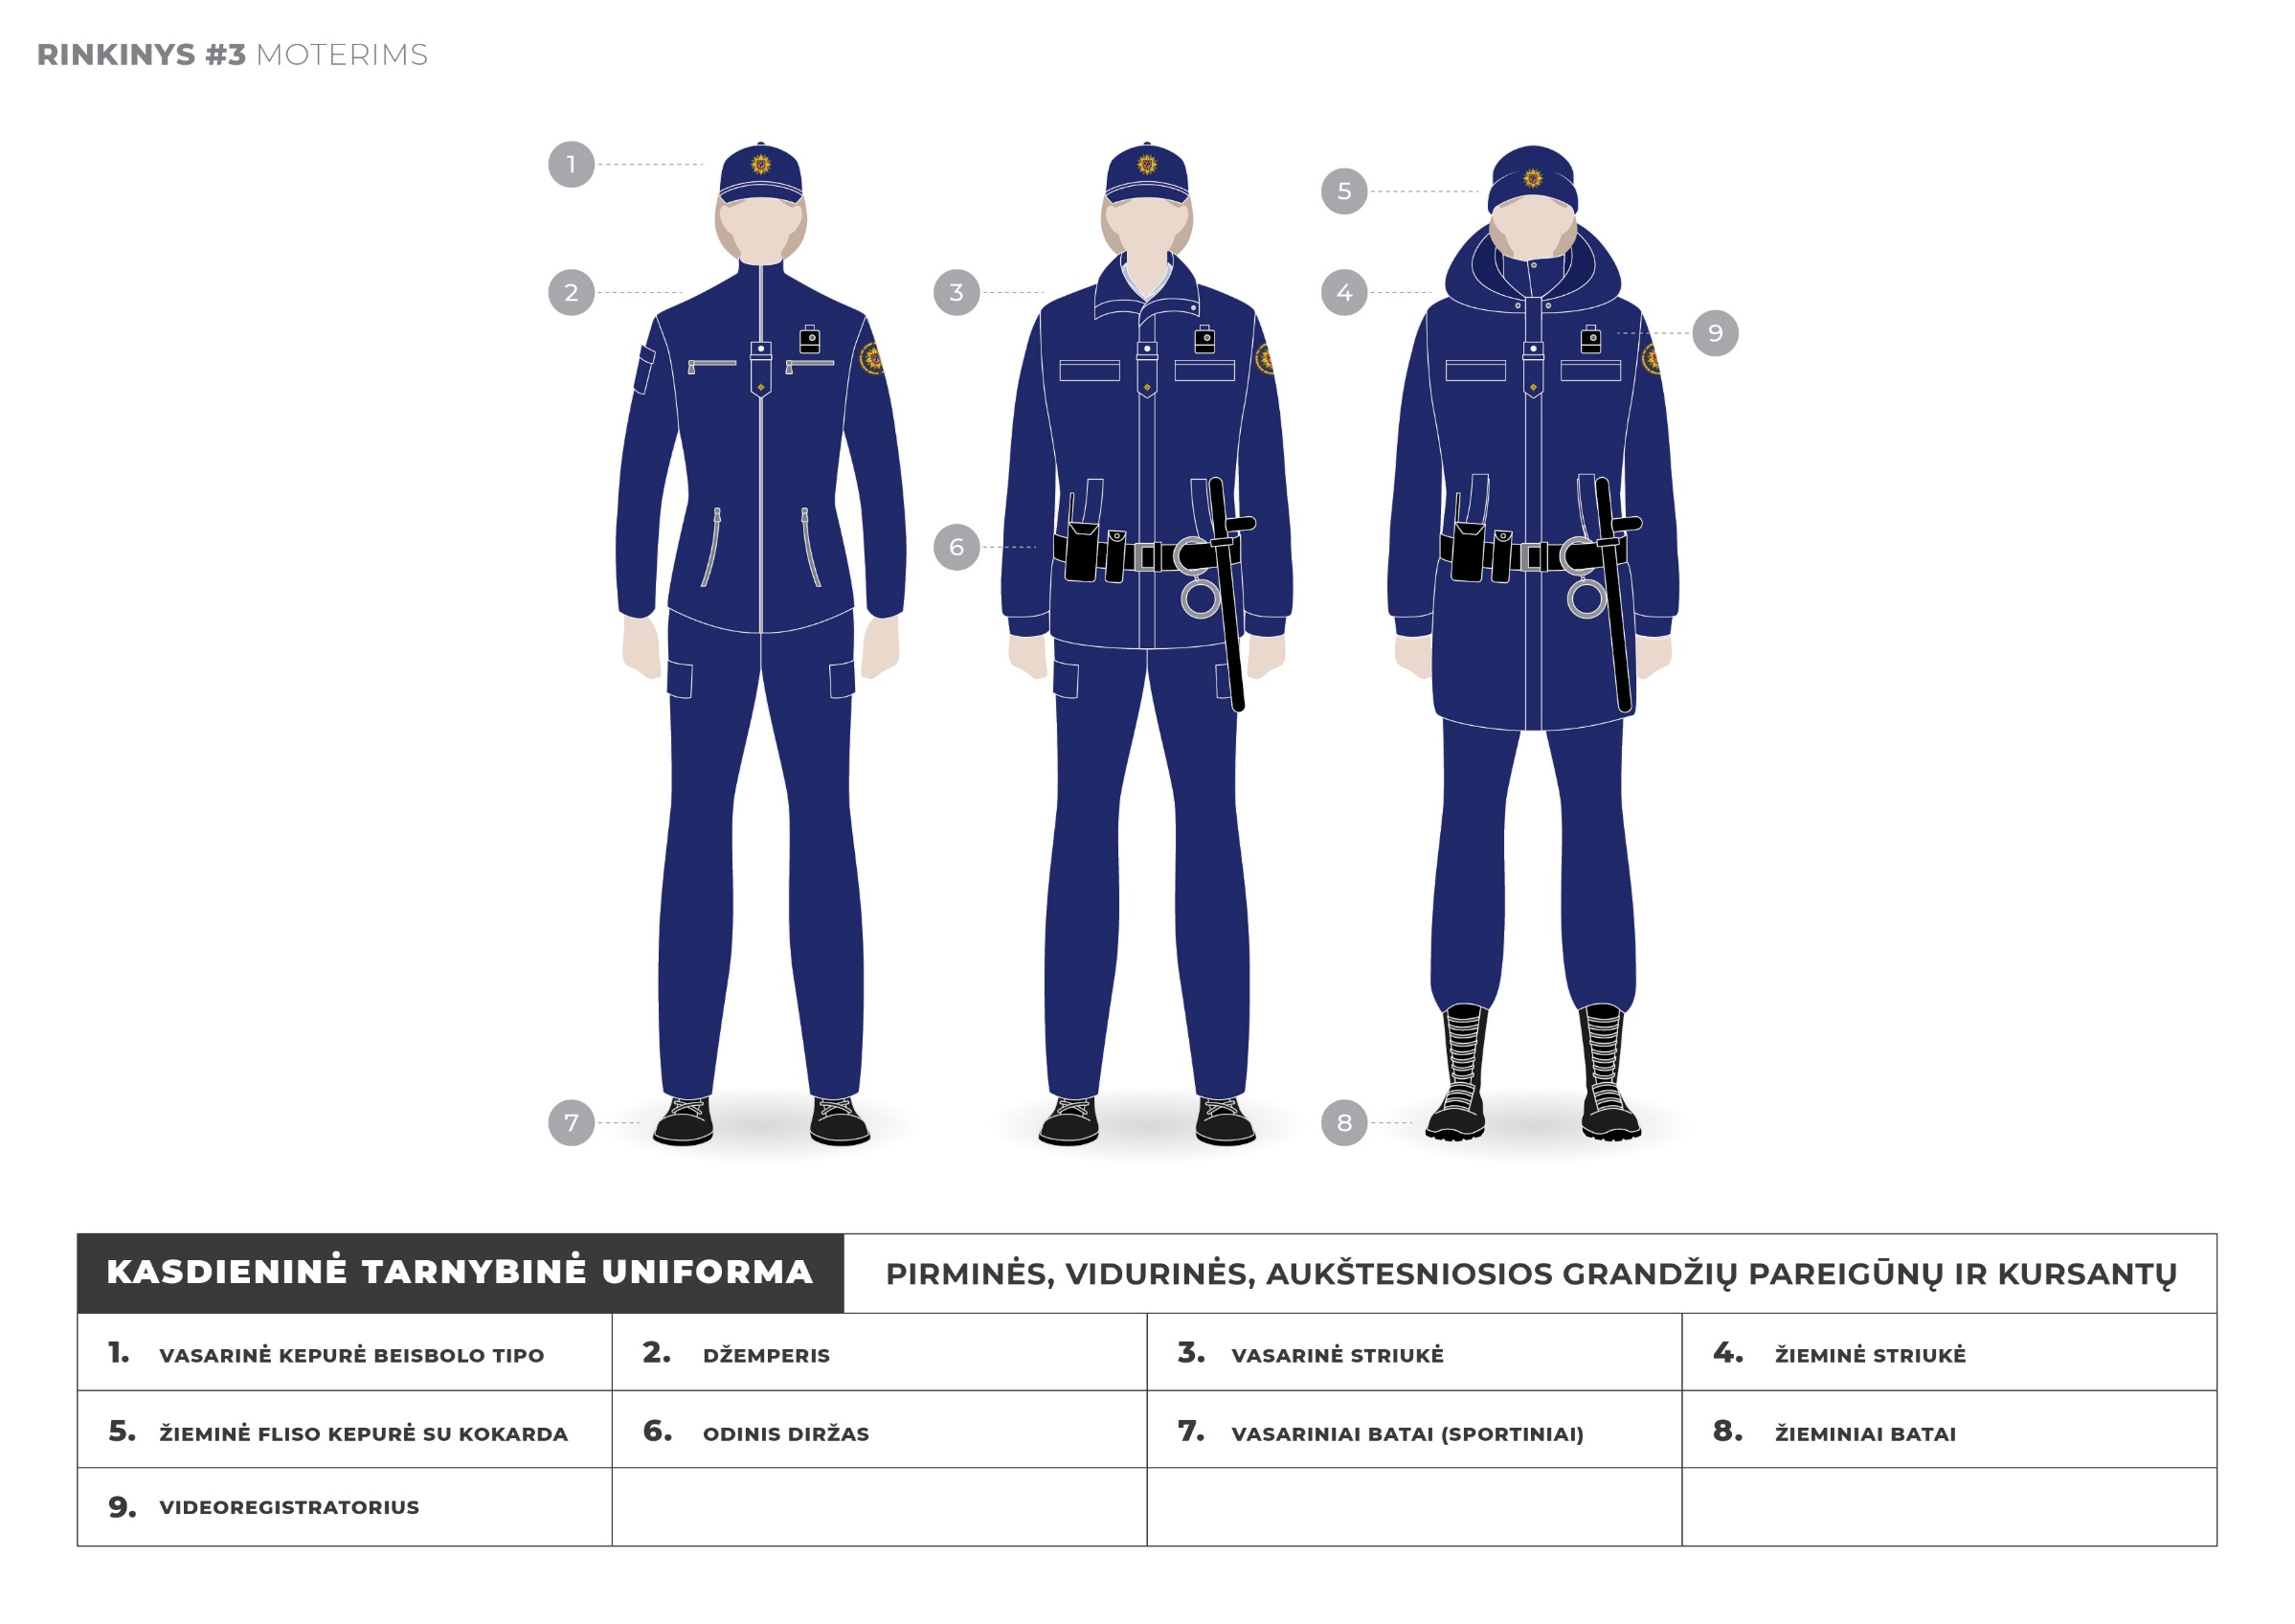 RINKINYS #3 MOTERIMS
1
5
2
3
4
9
6
7
8
KASDIENINĖ TARNYBINĖ UNIFORMA
PIRMINĖS, VIDURINĖS, AUKŠTESNIOSIOS GRANDŽIŲ PAREIGŪNŲ IR KURSANTŲ
1. VASARINĖ KEPURĖ BEISBOLO TIPO
2. DŽEMPERIS
3. VASARINĖ STRIUKĖ
4. ŽIEMINĖ STRIUKĖ
5. ŽIEMINĖ FLISO KEPURĖ SU KOKARDA
6. ODINIS DIRŽAS
7. VASARINIAI BATAI (SPORTINIAI)
8. ŽIEMINIAI BATAI
9. VIDEOREGISTRATORIUS